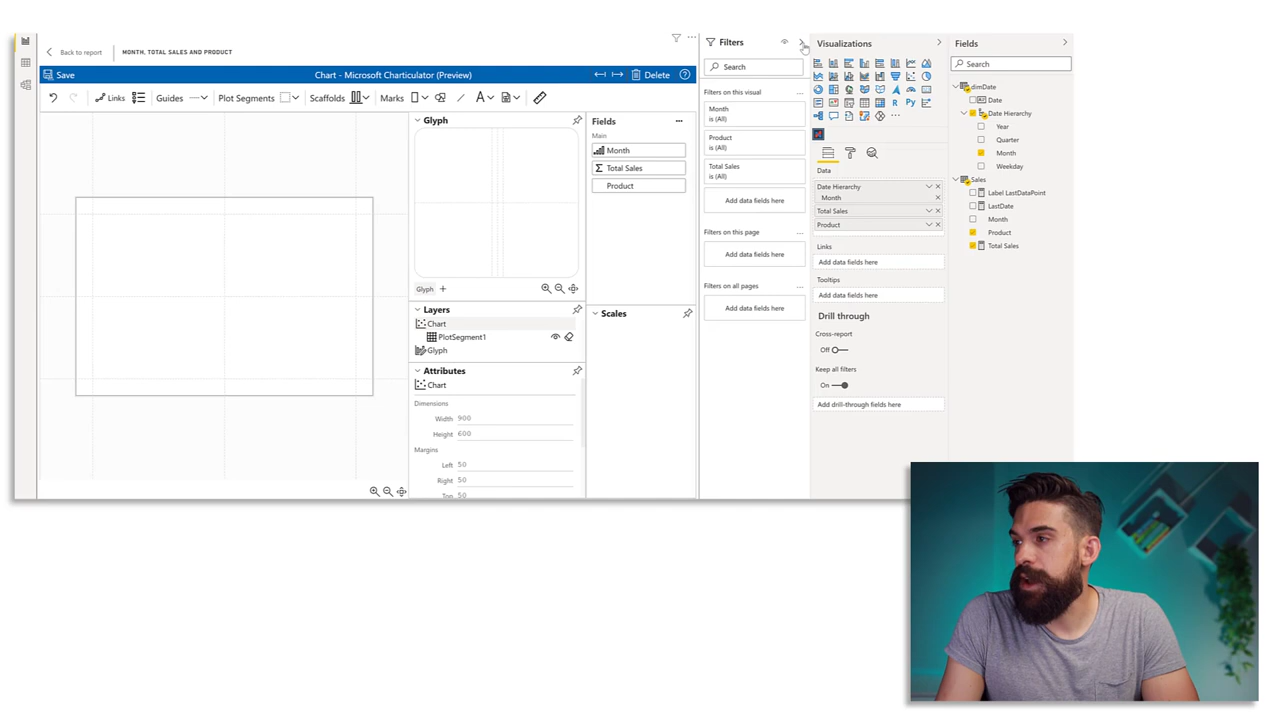 Back to report
MONTH, TOTAL SALES AND PRODUCT
Save
Chart - Microsoft Charticulator (Preview)
Delete
Links
Guides
Plot Segments
Scaffolds
Marks
Glyph
Glyph
Layers
Chart
PlotSegment1
Glyph
Attributes
Chart
Dimensions
Width 900
Height 600
Margins
Left 50
Right 50
Top 50
Fields
Main
Month
Total Sales
Product
Scales
Filters
Search
Filters on this visual
Month
is (All)
Product
is (All)
Total Sales
is (All)
Add data fields here
Filters on this page
Add data fields here
Filters on all pages
Add data fields here
Visualizations
R Py
Data
Date Hierarchy
Month
Total Sales
Product
Links
Add data fields here
Tooltips
Add data fields here
Drill through
Cross-report
Off
Keep all filters
On
Add drill-through fields here
Fields
Search
dimDate
Date
Date Hierarchy
Year
Quarter
Month
Weekday
Sales
Label LastDataPoint
LastDate
Month
Product
Total Sales